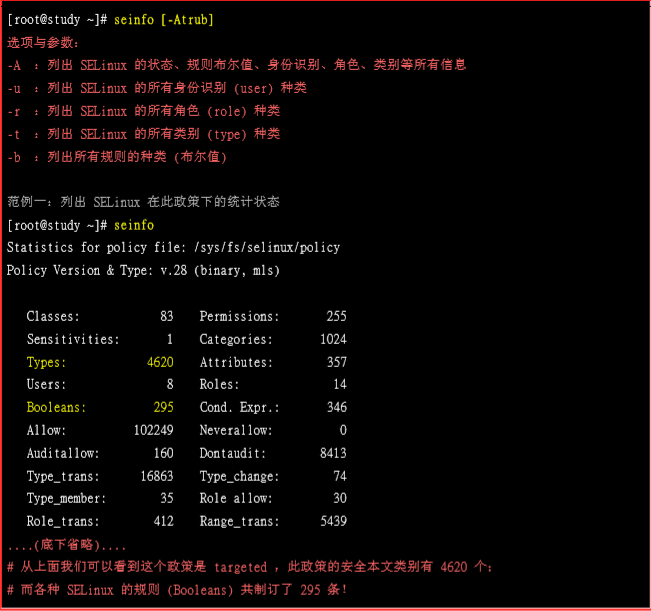 [root@study ~]# seinfo [-Atrub]
选项与参数：
-A ：列出 SELinux 的状态、规则布尔值、身份识别、角色、类别等所有信息
-u ：列出 SELinux 的所有身份识别 (user) 种类
-r ：列出 SELinux 的所有角色 (role) 种类
-t ：列出 SELinux 的所有类别 (type) 种类
-b ：列出所有规则的种类 (布尔值)
范例一：列出 SELinux 在此政策下的统计状态
[root@study ~]# seinfo
Statistics for policy file: /sys/fs/selinux/policy
Policy Version & Type: v.28 (binary, mls)
Classes: 83 Permissions: 255
Sensitivities: 1 Categories: 1024
Types: 4620 Attributes: 357
Users: 8 Roles: 14
Booleans: 295 Cond. Expr.: 346
Allow: 102249 Neverallow: 0
Auditallow: 160 Dontaudit: 8413
Type_trans: 16863 Type_change: 74
Type_member: 35 Role allow: 30
Role_trans: 412 Range_trans: 5439
....(底下省略)....
# 从上面我们可以看到这个政策是 targeted ，此政策的安全本文类别有 4620 个；
# 而各种 SELinux 的规则 (Booleans) 共制订了 295 条！